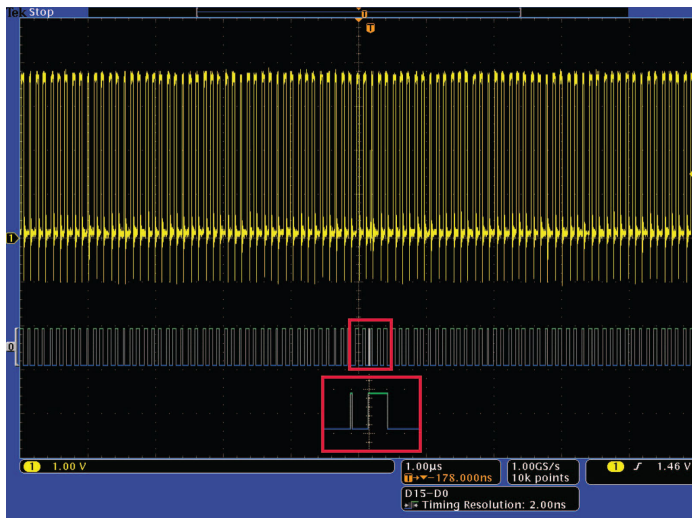 Tek Stop
T
T
1
0
1 1.00 V
1.00μs
T→▼−178.000ns
1.00GS/s
10k points
1 ∫ 1.46 V
D15-D0
Timing Resolution: 2.00ns